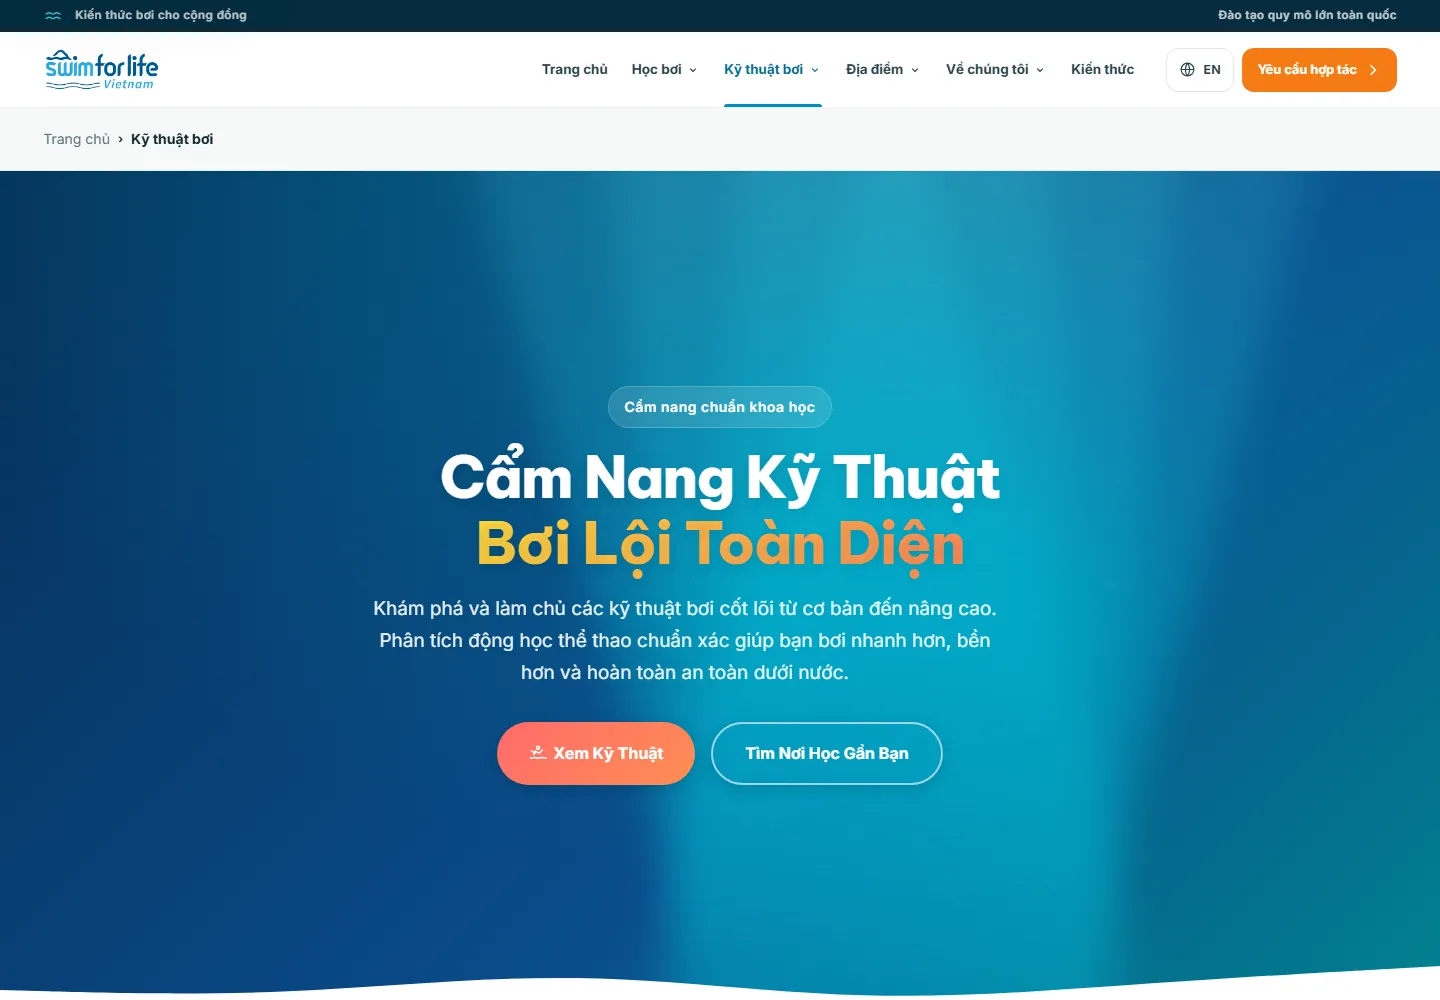 Kiến thức bơi cho cộng đồng
Đào tạo quy mô lớn toàn quốc
swimforlife
Vietnam
Trang chủ
Học bơi
Kỹ thuật bơi
Địa điểm
Về chúng tôi
Kiến thức
EN
Yêu cầu hợp tác
Trang chủ › Kỹ thuật bơi
Cẩm nang chuẩn khoa học
Cẩm Nang Kỹ Thuật
Bơi Lội Toàn Diện
Khám phá và làm chủ các kỹ thuật bơi cốt lõi từ cơ bản đến nâng cao.
Phân tích động học thể thao chuẩn xác giúp bạn bơi nhanh hơn, bền
hơn và hoàn toàn an toàn dưới nước.
Xem Kỹ Thuật
Tìm Nơi Học Gần Bạn